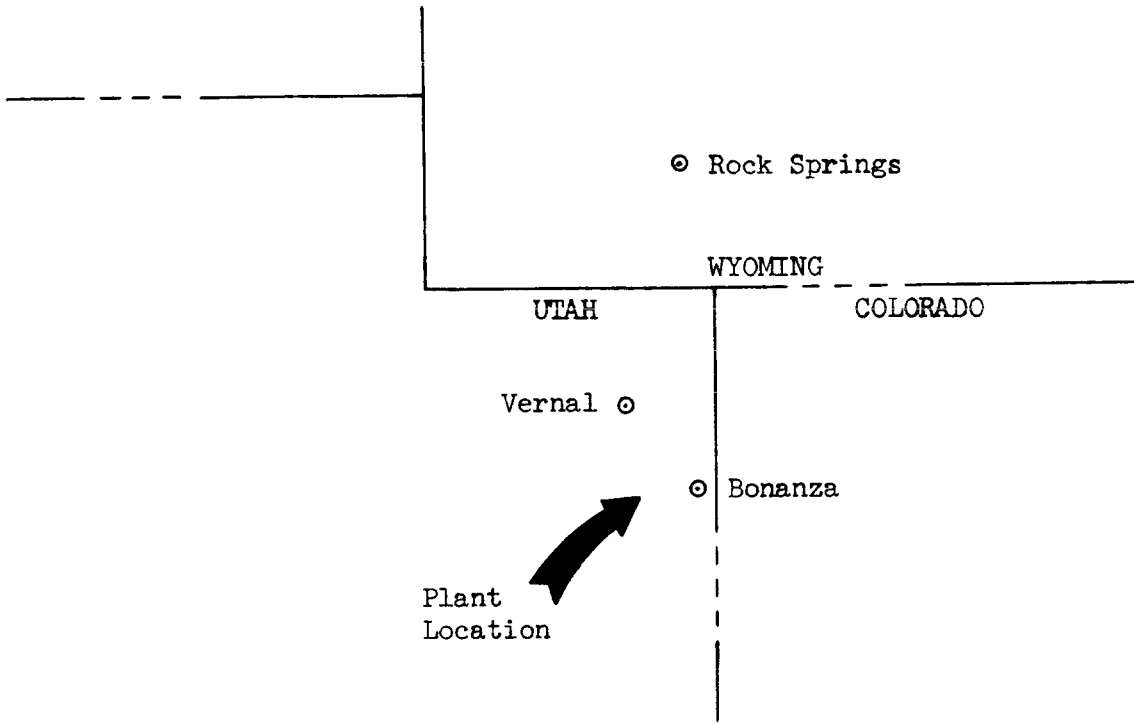 Rock Springs
WYOMING
UTAH
COLORADO
Vernal
Bonanza
Plant
Location